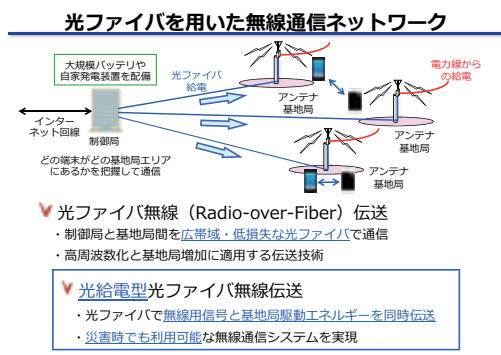 光ファイバを用いた無線通信ネットワーク
大規模バッテリや
自家発電装置を配備
光ファイバ
給電
電力線から
の給電
アンテナ
基地局
インター
ネット回線
制御局
アンテナ
基地局
どの端末がどの基地局エリア
にあるかを把握して通信
アンテナ
基地局
光ファイバ無線（Radio-over-Fiber）伝送
・制御局と基地局間を広帯域・低損失な光ファイバで通信
・高周波数化と基地局増加に適用する伝送技術
光給電型光ファイバ無線伝送
・光ファイバで無線用信号と基地局駆動エネルギーを同時伝送
・災害時でも利用可能な無線通信システムを実現